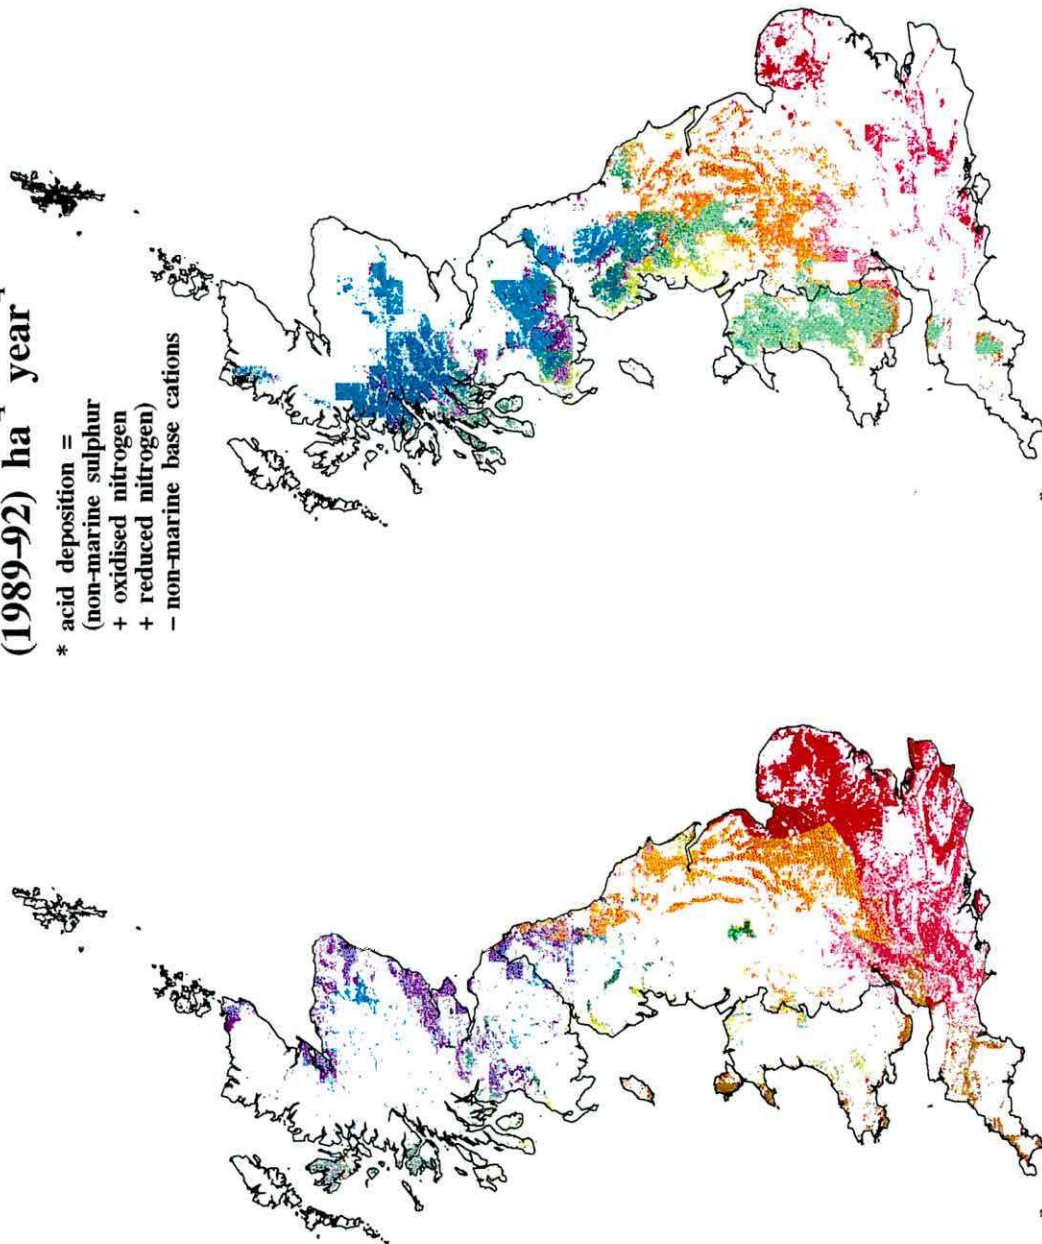 (1989–92) ha⁻ year⁻
* acid deposition =
(non-marine sulphur
+ oxidised nitrogen
+ reduced nitrogen)
– non-marine base cations